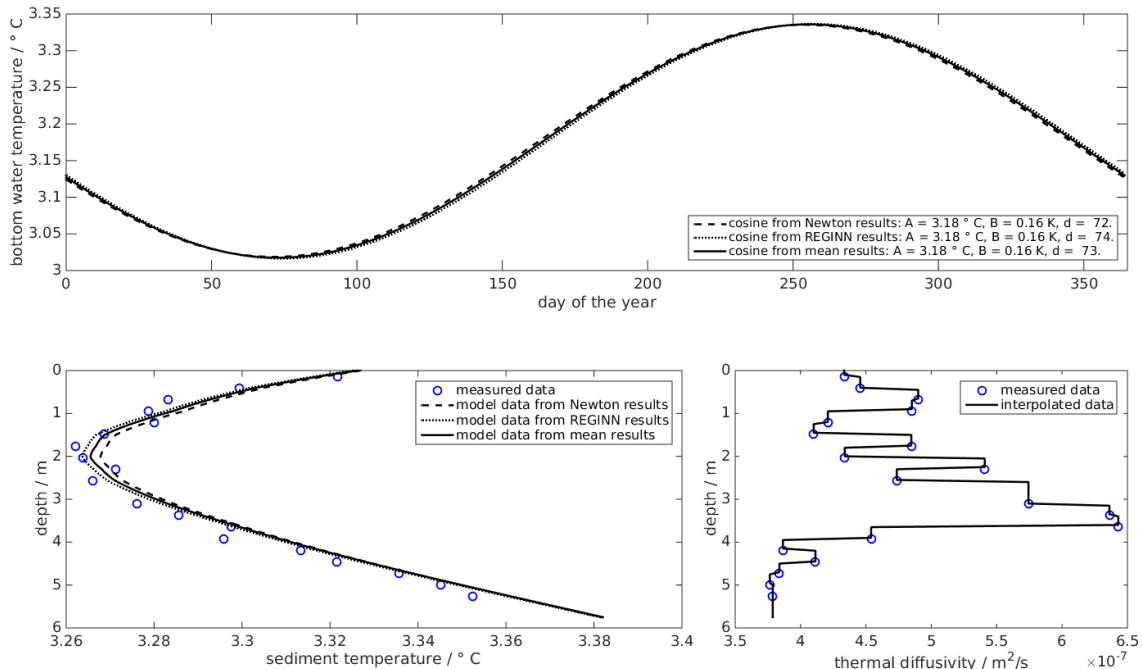 3.35
3.3
3.25
3.2
3.15
3.1
3.05
3
bottom water temperature / ° C
cosine from Newton results: A = 3.18 ° C, B = 0.16 K, d =  72.
cosine from REGINN results: A = 3.18 ° C, B = 0.16 K, d =  74.
cosine from mean results: A = 3.18 ° C, B = 0.16 K, d =  73.
0 50 100 150 200 250 300 350
day of the year
0
1
2
3
4
5
6
depth / m
measured data
model data from Newton results
model data from REGINN results
model data from mean results
3.26 3.28 3.3 3.32 3.34 3.36 3.38 3.4
sediment temperature / ° C
0
1
2
3
4
5
6
depth / m
measured data
interpolated data
3.5 4 4.5 5 5.5 6 6.5
thermal diffusivity / m²/s
×10⁻⁷